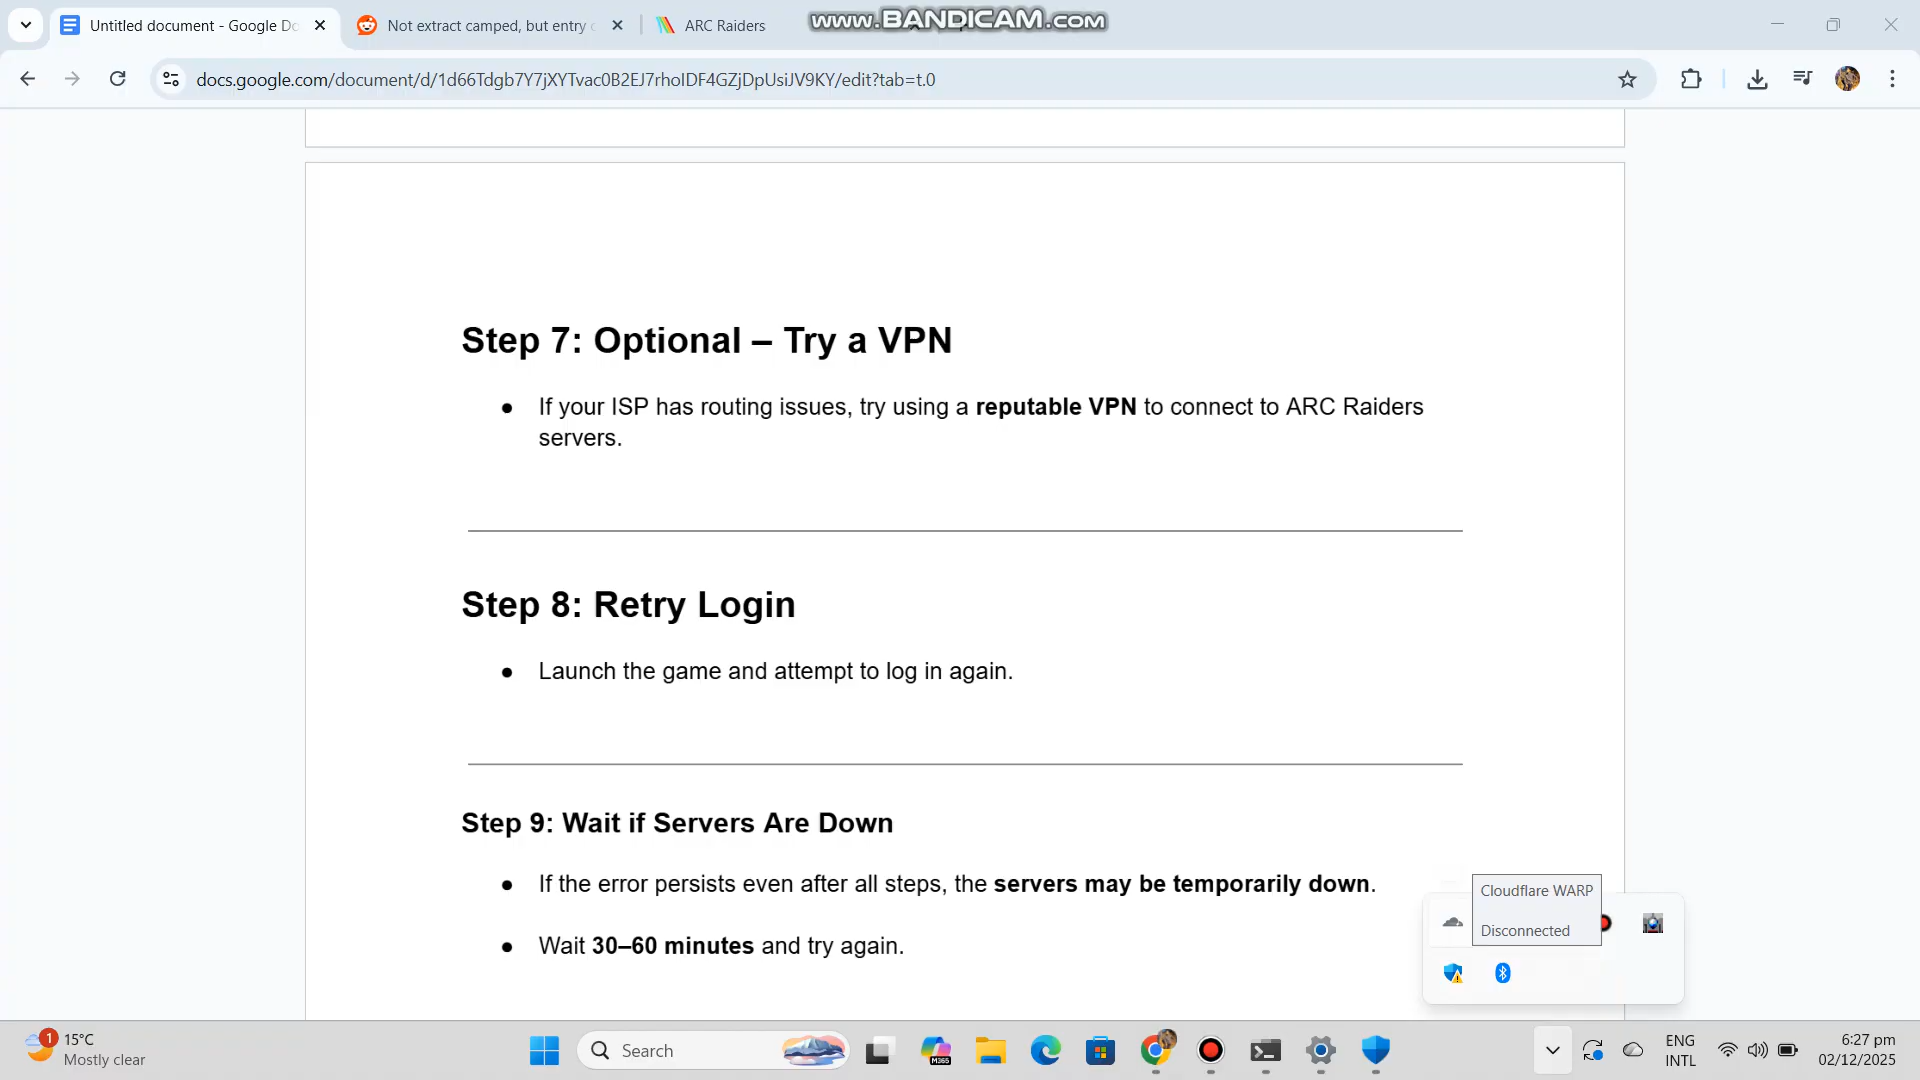 Untitled document - Google Do
Not extract camped, but entry c
ARC Raiders
www.BANDICAM.com
docs.google.com/document/d/1d66Tdgb7Y7jXYTvac0B2EJ7rhoIDF4GZjDpUsiJV9KY/edit?tab=t.0
Step 7: Optional – Try a VPN
● If your ISP has routing issues, try using a reputable VPN to connect to ARC Raiders
servers.
Step 8: Retry Login
● Launch the game and attempt to log in again.
Step 9: Wait if Servers Are Down
● If the error persists even after all steps, the servers may be temporarily down.
● Wait 30–60 minutes and try again.
Cloudflare WARP
Disconnected
1
15°C
Mostly clear
Search
M365
ENG
INTL
6:27 pm
02/12/2025